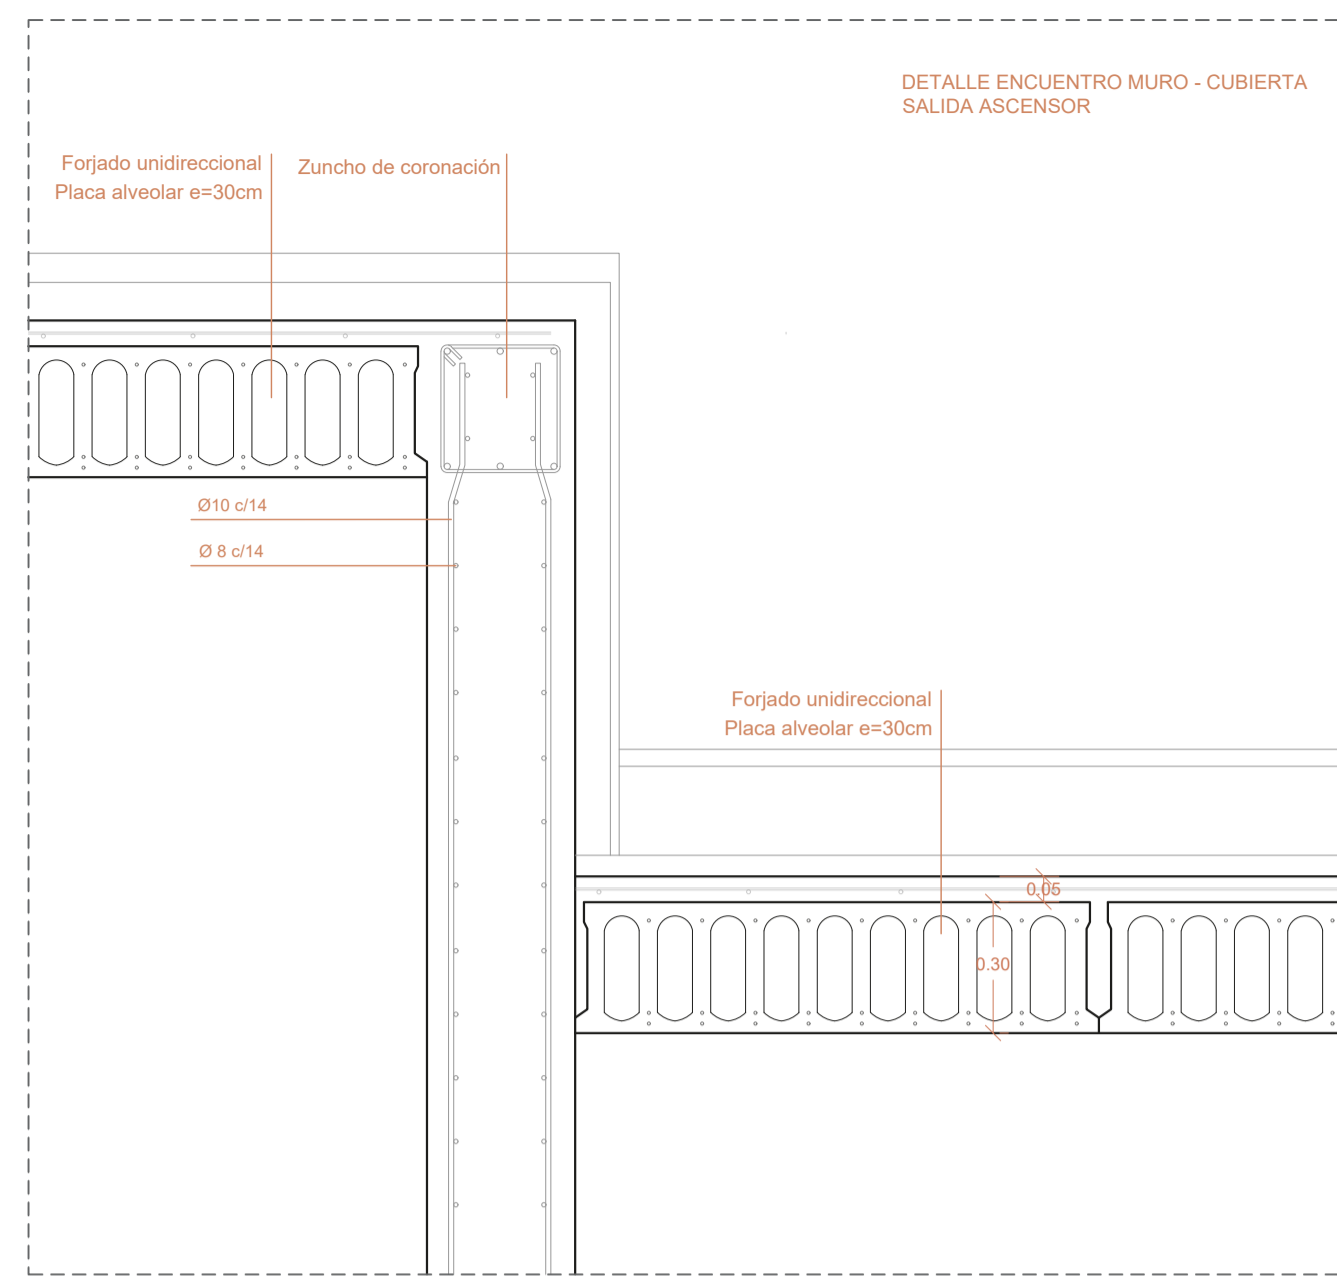 DETALLE ENCUENTRO MURO - CUBIERTA
SALIDA ASCENSOR
Forjado unidireccional
Placa alveolar e=30cm
Zuncho de coronación
Ø10 c/14
Ø 8 c/14
Forjado unidireccional
Placa alveolar e=30cm
0.05
0.30